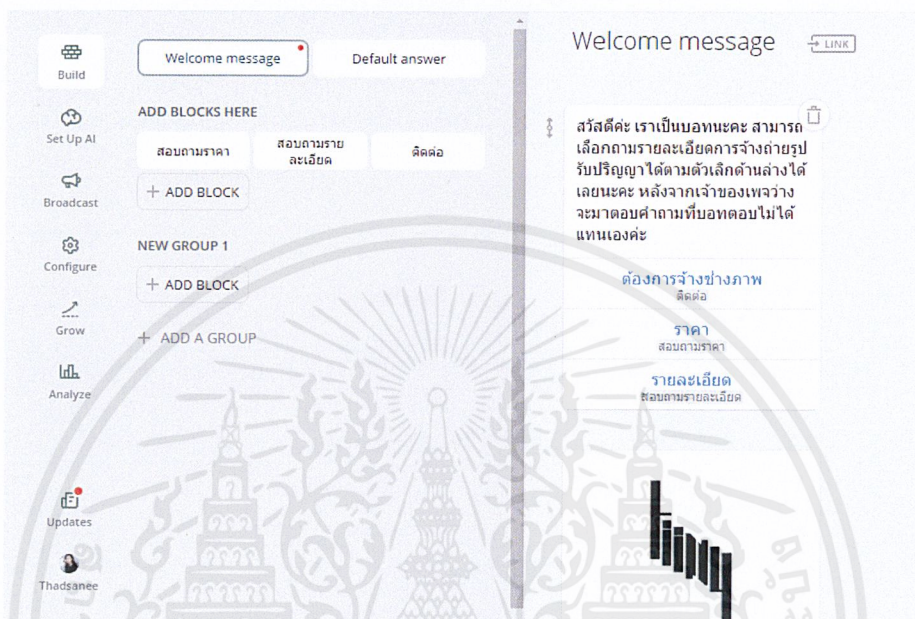 Build
Set Up AI
Broadcast
Configure
Grow
Analyze
Updates
Thadsanee
Welcome message
Default answer
ADD BLOCKS HERE
สอบถามราคา
สอบถามราย
ละเอียด
ติดต่อ
+ ADD BLOCK
NEW GROUP 1
+ ADD BLOCK
+ ADD A GROUP
Welcome message
LINK
สวัสดีค่ะ เราเป็นบอทนะคะ สามารถ
เลือกถามรายละเอียดการจ้างถ่ายรูป
รับปริญญาได้ตามตัวเลิกด้านล่างได้
เลยนะคะ หลังจากเจ้าของเพจว่าง
จะมาตอบคำถามที่บอทตอบไม่ได้
แทนเองค่ะ
ต้องการจ้างช่างภาพ
ติดต่อ
ราคา
สอบถามราคา
รายละเอียด
สอบถามรายละเอียด